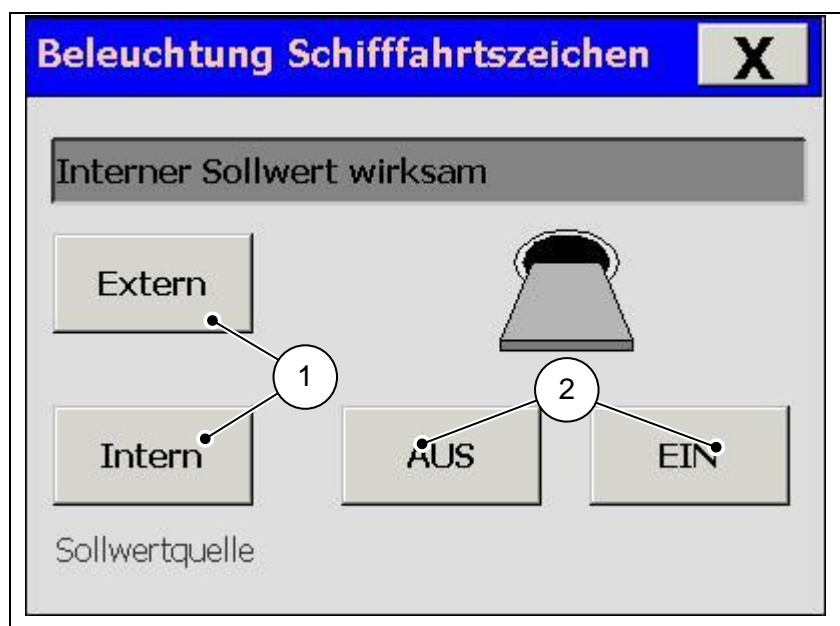 Beleuchtung Schifffahrtszeichen X
Interner Sollwert wirksam
Extern
1
2
Intern AUS EIN
Sollwertquelle